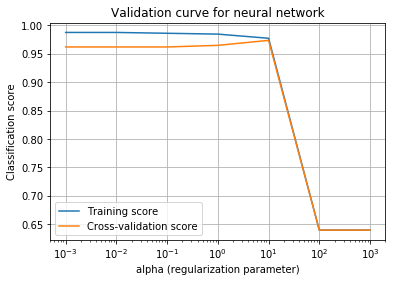 Validation curve for neural network
Classification score
1.00
0.95
0.90
0.85
0.80
0.75
0.70
0.65
Training score
Cross-validation score
10⁻³ 10⁻² 10⁻¹ 10⁰ 10¹ 10² 10³
alpha (regularization parameter)